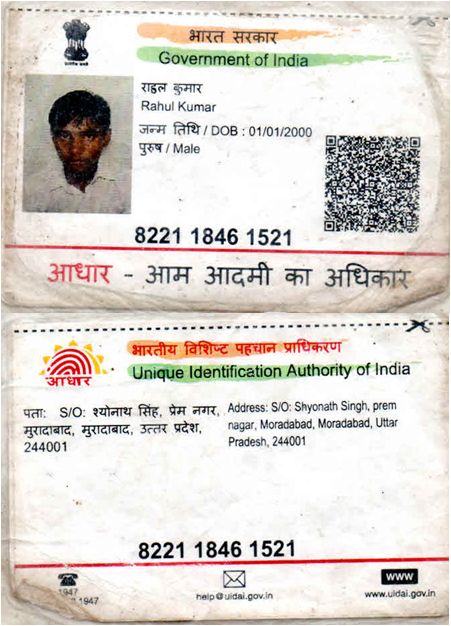 भारत सरकार
Government of India
राहुल कुमार
Rahul Kumar
जन्म तिथि / DOB : 01/01/2000
पुरुष / Male
8221 1846 1521
आधार - आम आदमी का अधिकार
भारतीय विशिष्ट पहचान प्राधिकरण
आधार
Unique Identification Authority of India
पता: S/O: श्योनाथ सिंह, प्रेम नगर,
मुरादाबाद, मुरादाबाद, उत्तर प्रदेश,
244001
Address: S/O: Shyonath Singh, prem
nagar, Moradabad, Moradabad, Uttar
Pradesh, 244001
8221 1846 1521
1947
1947
help@uidai.gov.in
www
www.uidai.gov.in